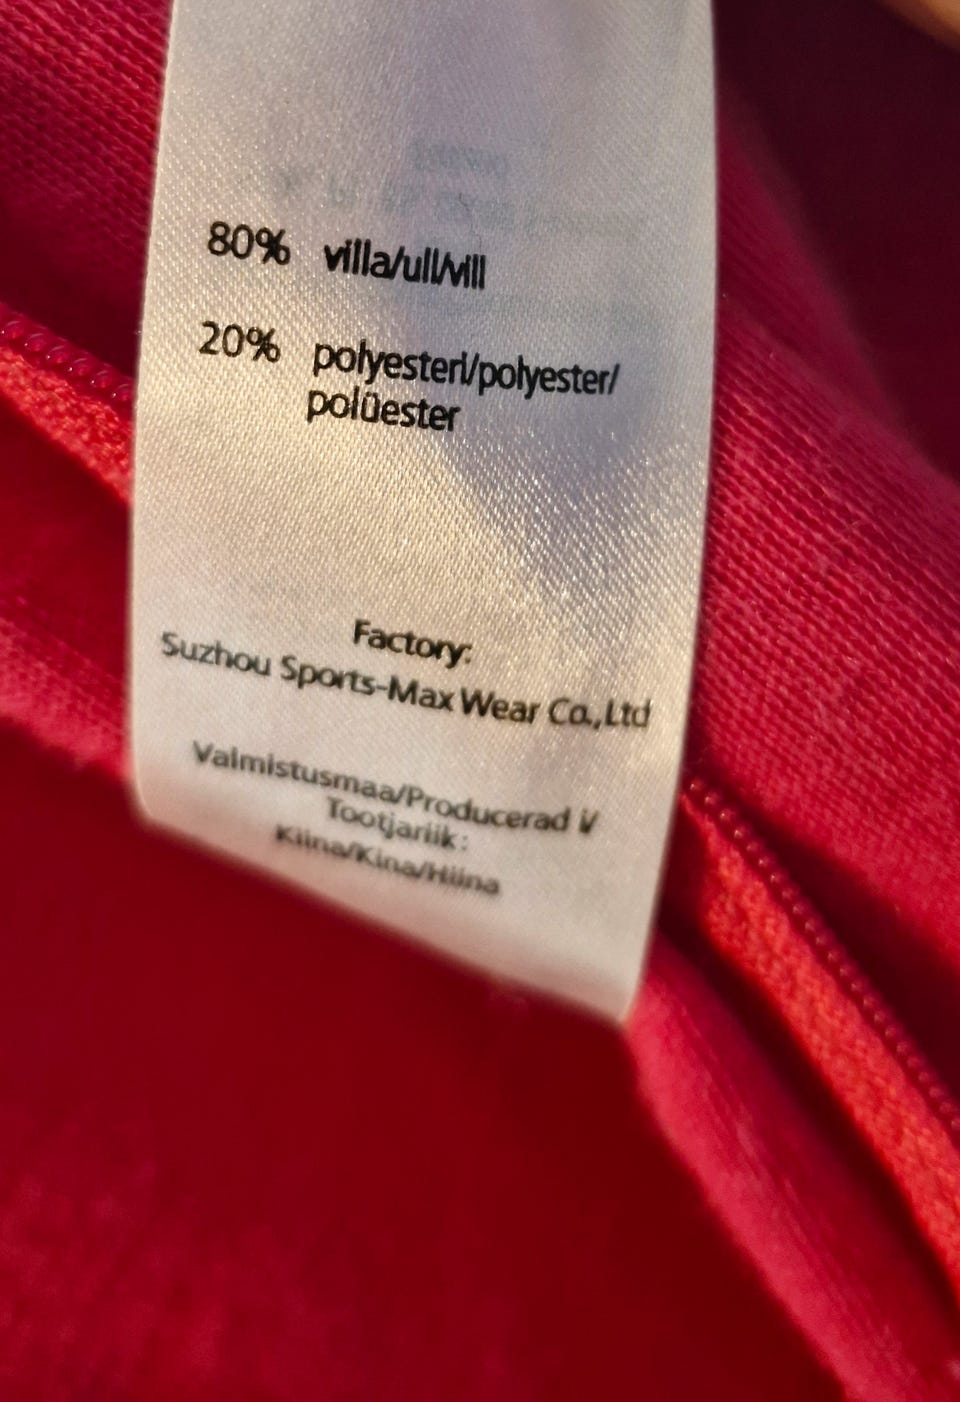 80% villa/ull/vill
20% polyesteri/polyester/
polüester
Factory:
Suzhou Sports-Max Wear Co.,Ltd
Valmistusmaa/Producerad i/
Tootjariik:
Kiina/Kina/Hiina